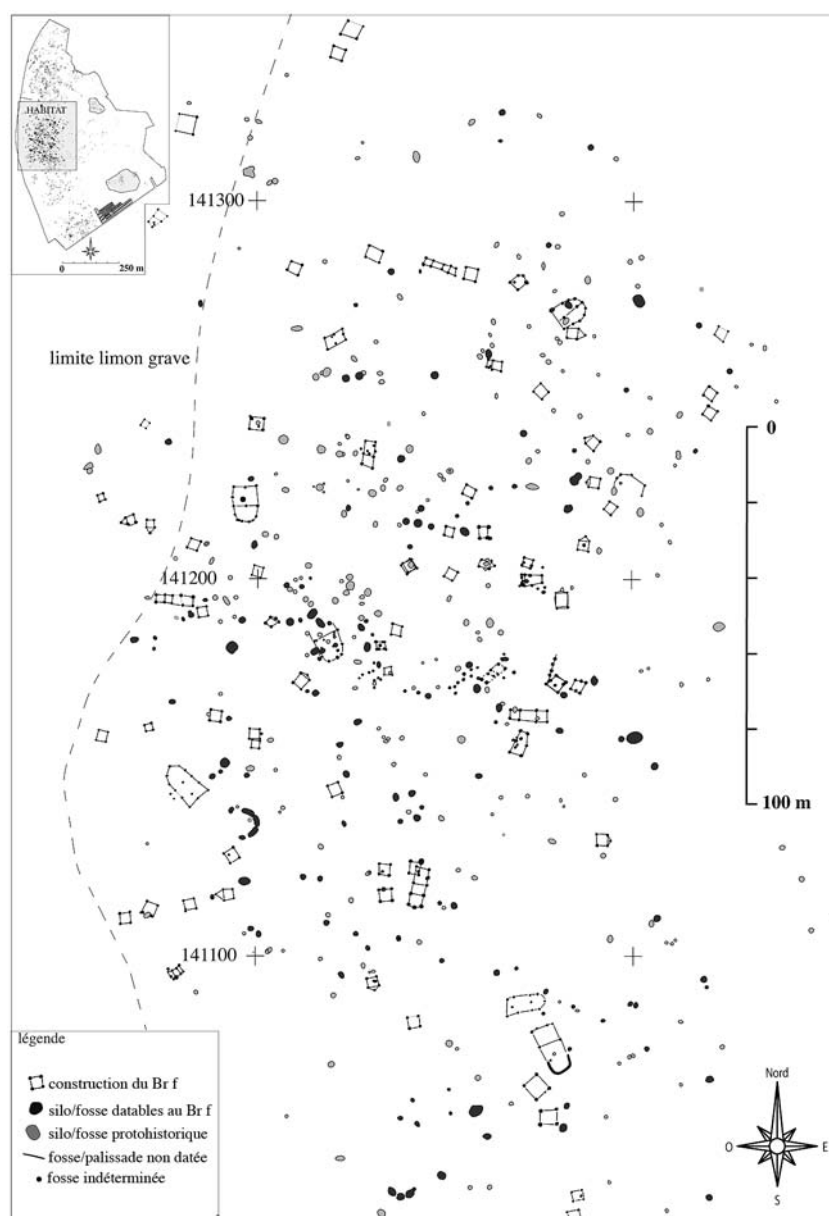 HABITAT
0 250 m
141300
limite limon grave
0
141200
100 m
141100
légende
construction du Br f
silo/fosse datables au Br f
silo/fosse protohistorique
fosse/palissade non datée
fosse indéterminée
Nord
O E
S